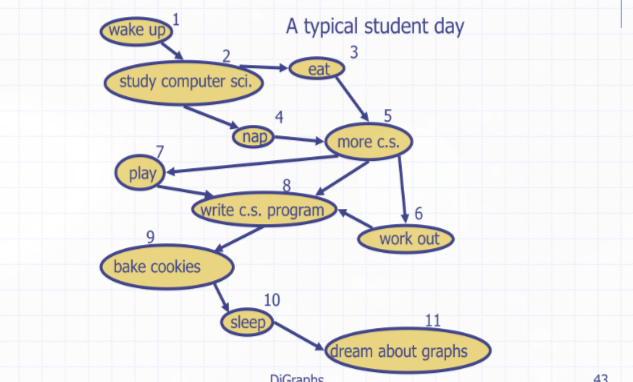 A typical student day
1
wake up
2
study computer sci.
3
eat
4
nap
5
more c.s.
7
play
8
write c.s. program
6
work out
9
bake cookies
10
sleep
11
dream about graphs
DiGraphs
43